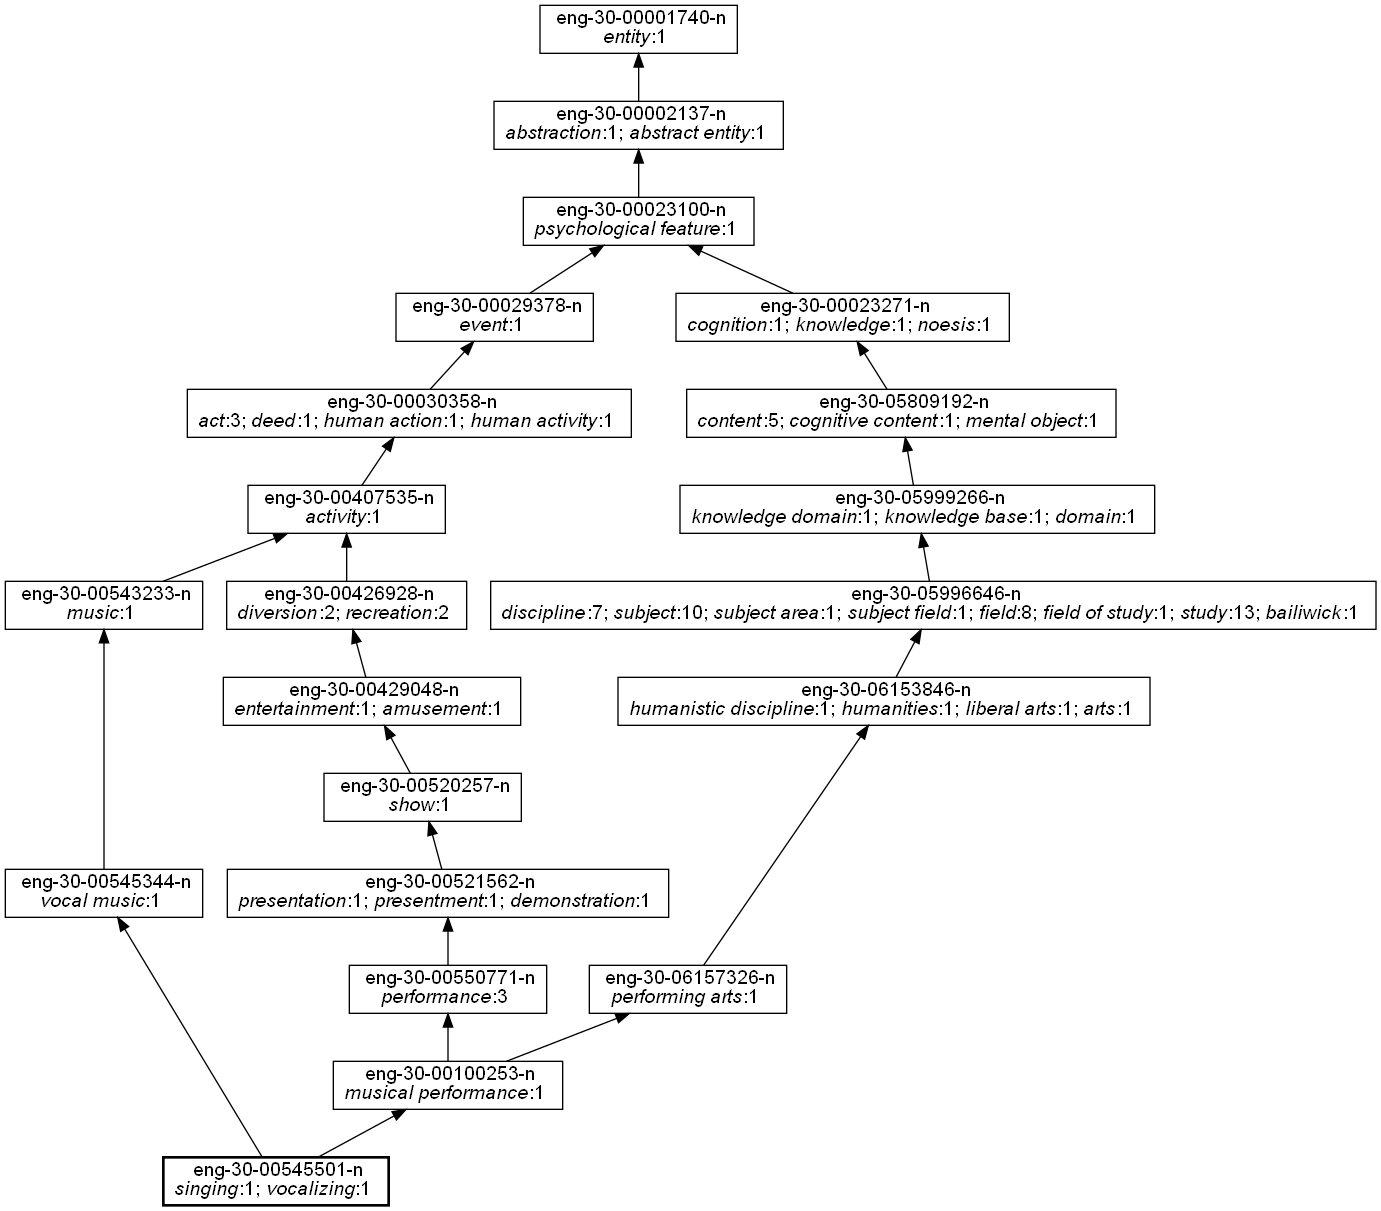 eng-30-00001740-n
entity:1
eng-30-00002137-n
abstraction:1; abstract entity:1
eng-30-00023100-n
psychological feature:1
eng-30-00029378-n
event:1
eng-30-00023271-n
cognition:1; knowledge:1; noesis:1
eng-30-00030358-n
act:3; deed:1; human action:1; human activity:1
eng-30-05809192-n
content:5; cognitive content:1; mental object:1
eng-30-00407535-n
activity:1
eng-30-05999266-n
knowledge domain:1; knowledge base:1; domain:1
eng-30-00543233-n
music:1
eng-30-00426928-n
diversion:2; recreation:2
eng-30-05996646-n
discipline:7; subject:10; subject area:1; subject field:1; field:8; field of study:1; study:13; bailiwick:1
eng-30-00429048-n
entertainment:1; amusement:1
eng-30-06153846-n
humanistic discipline:1; humanities:1; liberal arts:1; arts:1
eng-30-00520257-n
show:1
eng-30-00545344-n
vocal music:1
eng-30-00521562-n
presentation:1; presentment:1; demonstration:1
eng-30-00550771-n
performance:3
eng-30-06157326-n
performing arts:1
eng-30-00100253-n
musical performance:1
eng-30-00545501-n
singing:1; vocalizing:1